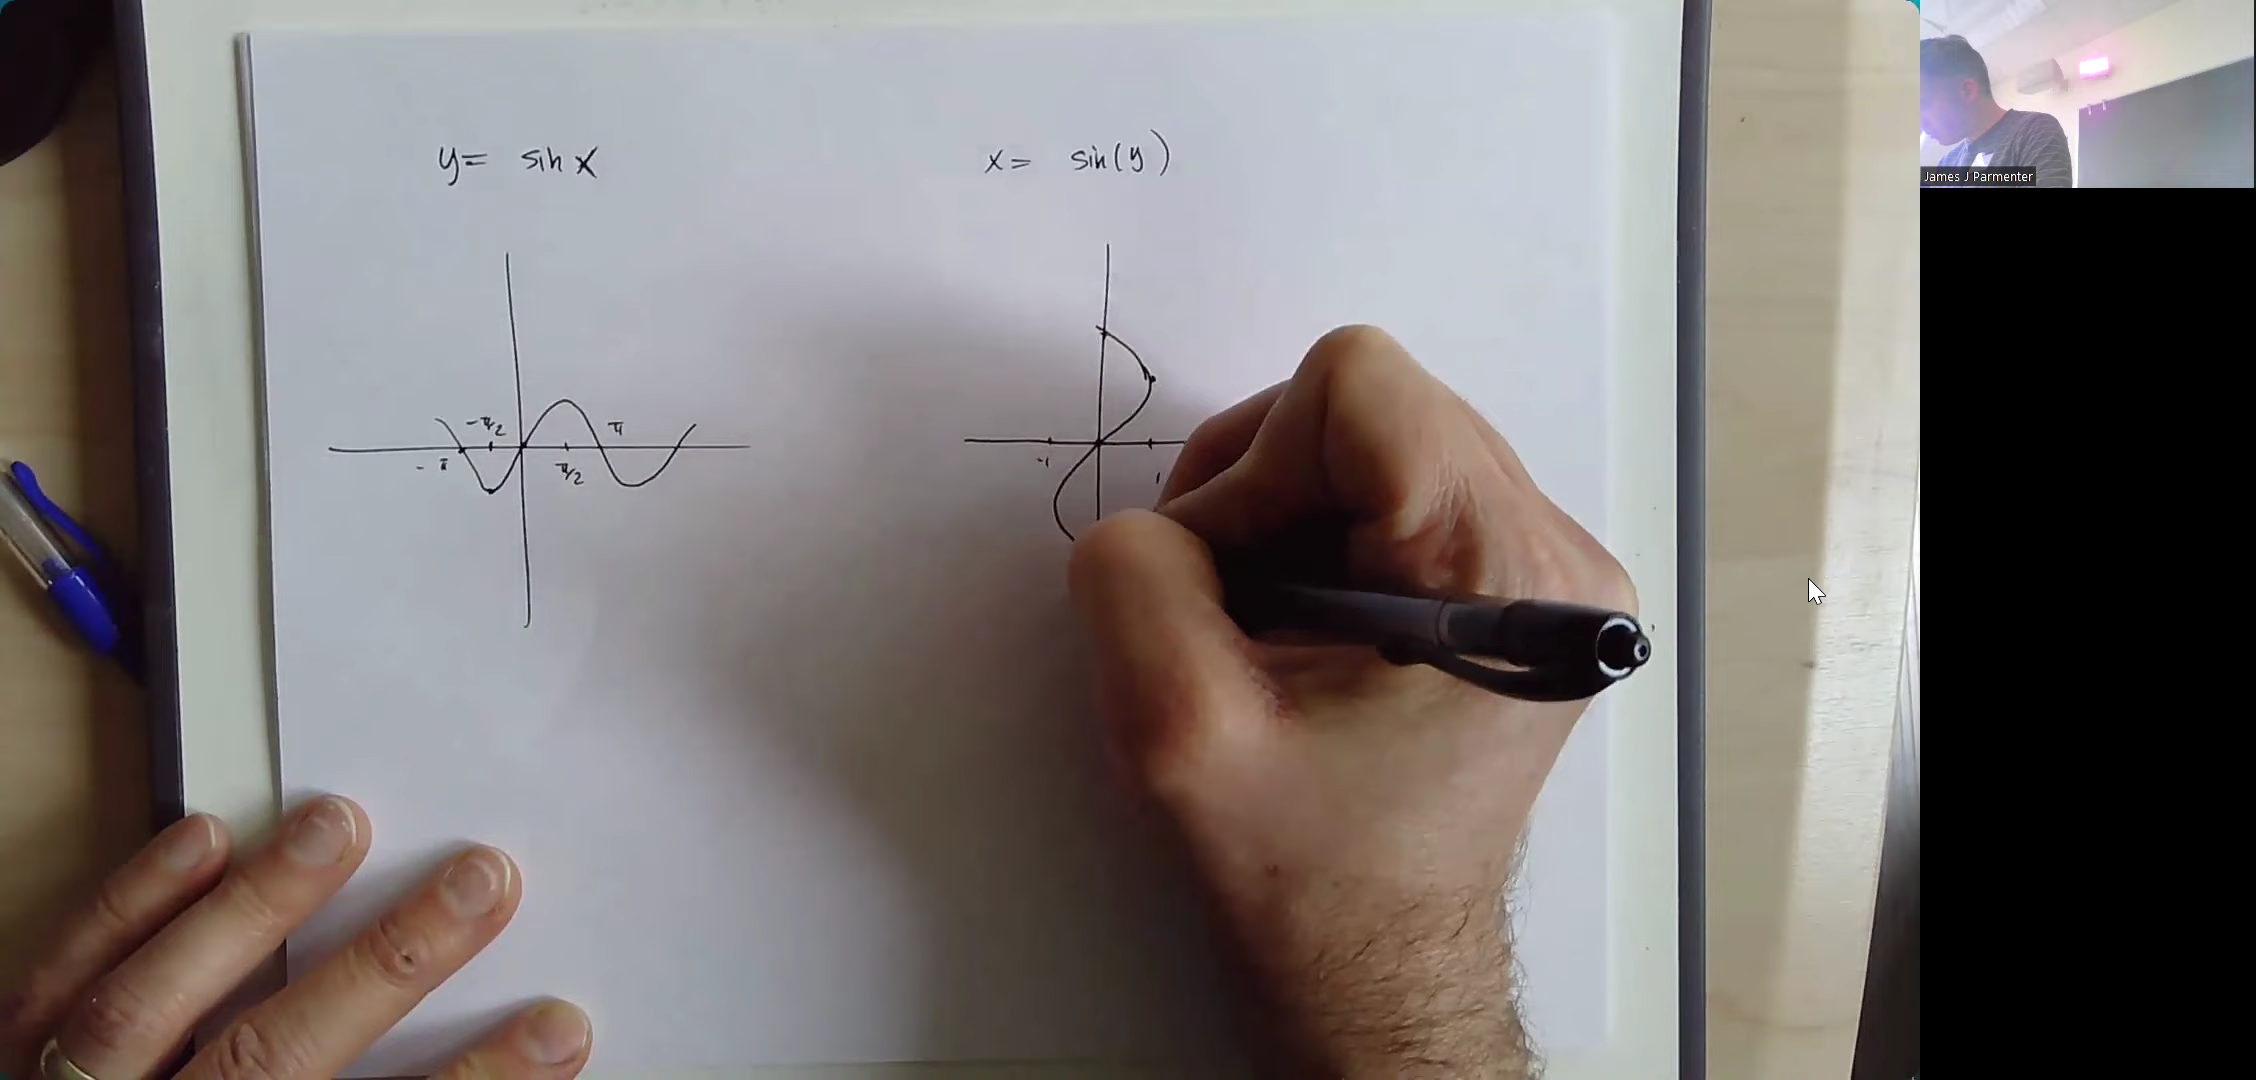 y= sin x
x= sin(y)
-π/2
π
-π
π/2
-1
1
James J Parmenter